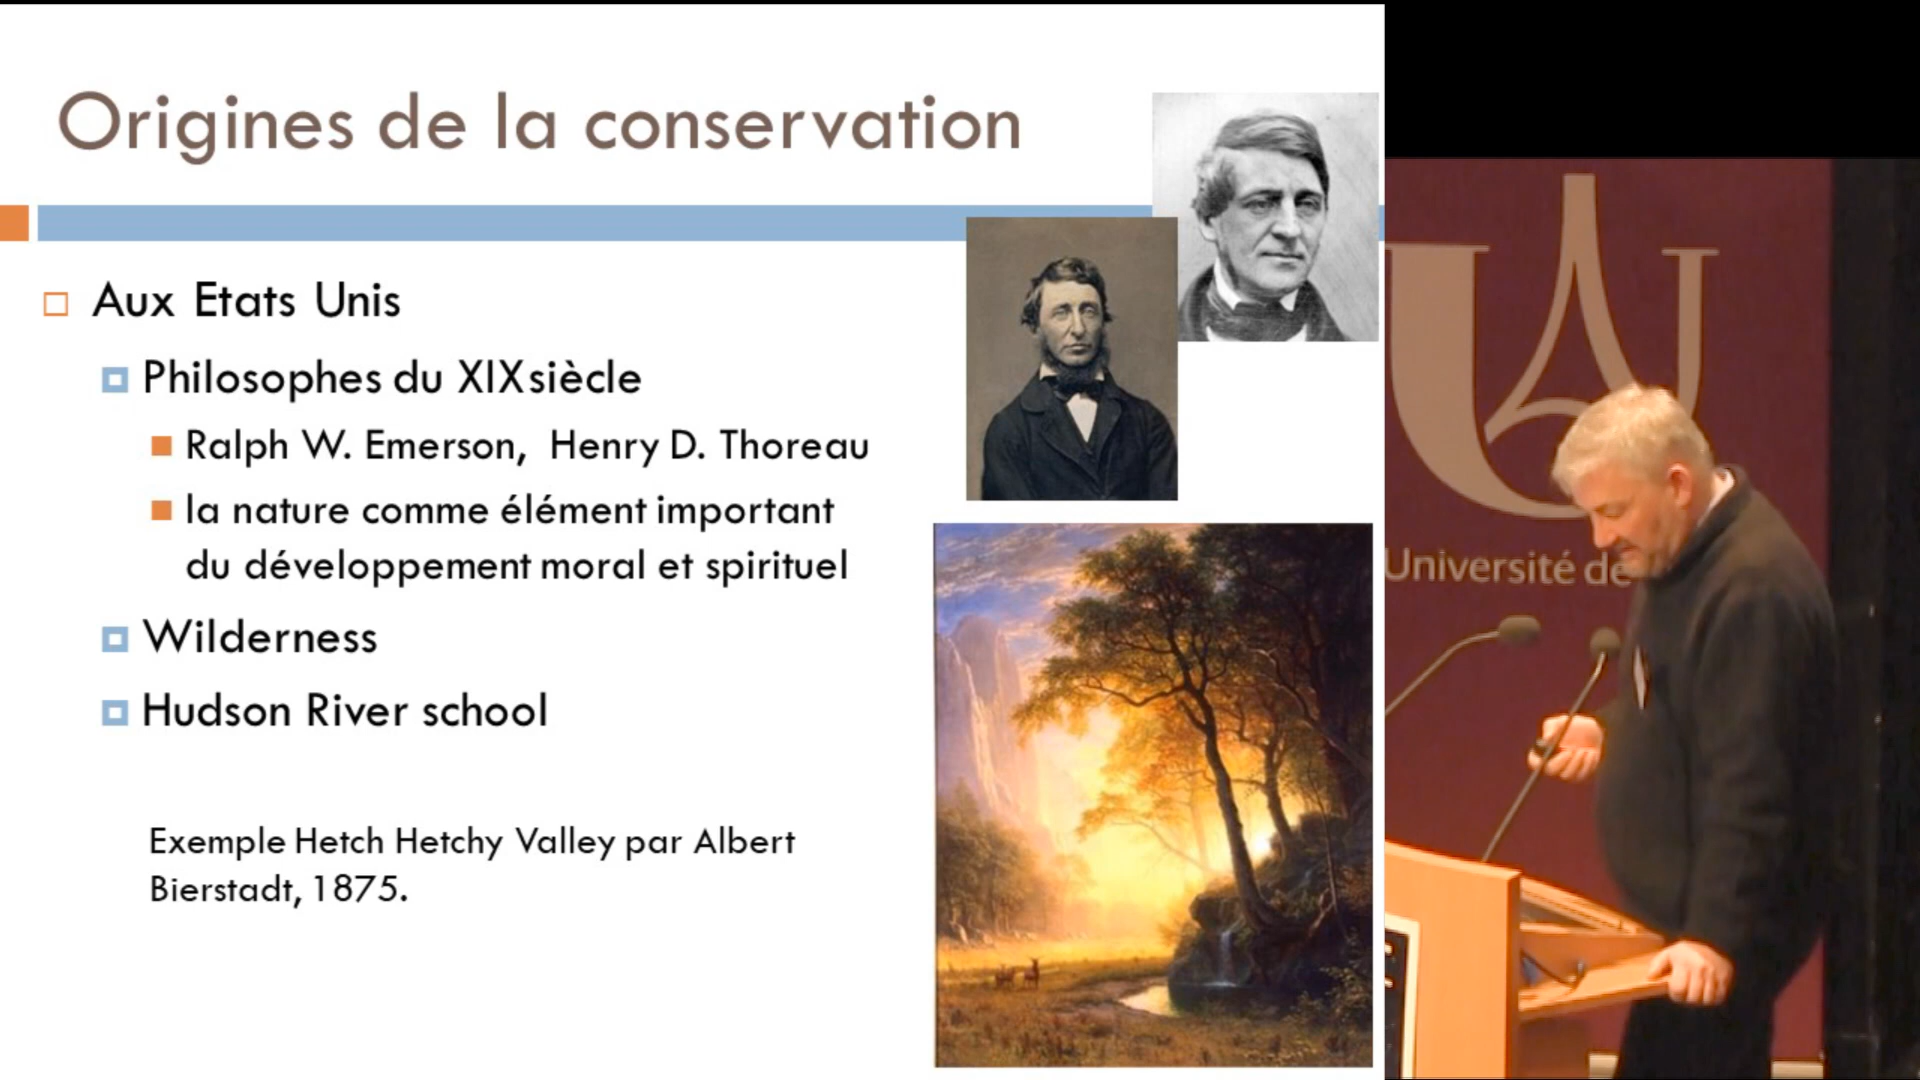 Origines de la conservation
Aux Etats Unis
Philosophes du XIXsiècle
Ralph W. Emerson, Henry D. Thoreau
la nature comme élément important
du développement moral et spirituel
Wilderness
Hudson River school
Exemple Hetch Hetchy Valley par Albert
Bierstadt, 1875.
Université de